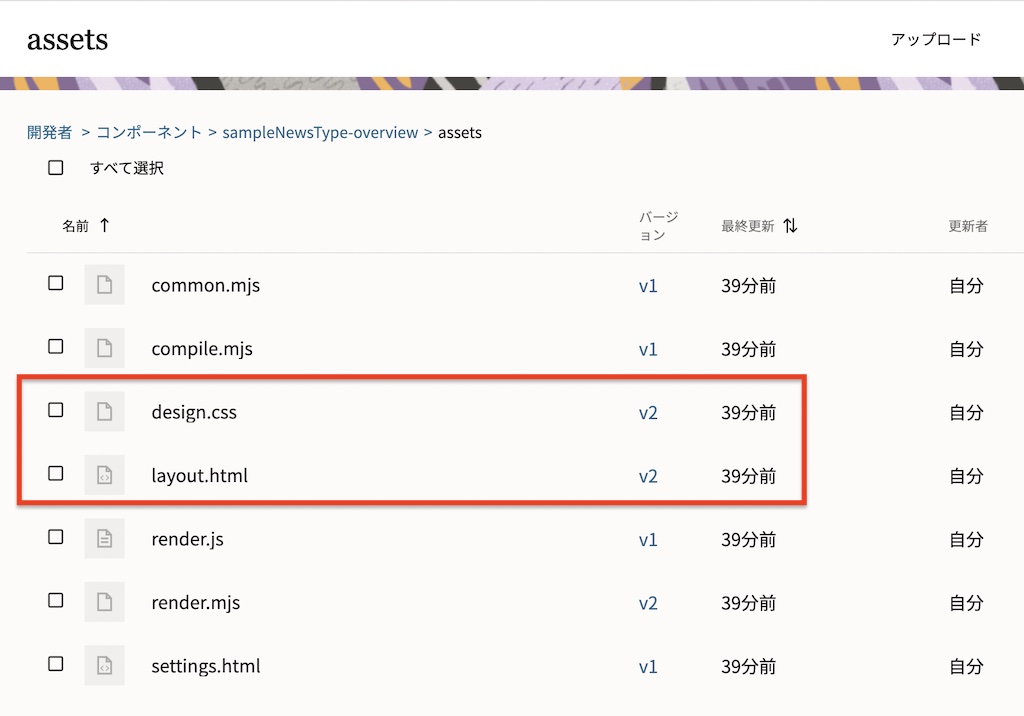 assets
アップロード
開発者 > コンポーネント > sampleNewsType-overview > assets
すべて選択
名前 ↑ バージョン 最終更新 更新者
common.mjs v1 39分前 自分
compile.mjs v1 39分前 自分
design.css v2 39分前 自分
layout.html v2 39分前 自分
render.js v1 39分前 自分
render.mjs v2 39分前 自分
settings.html v1 39分前 自分